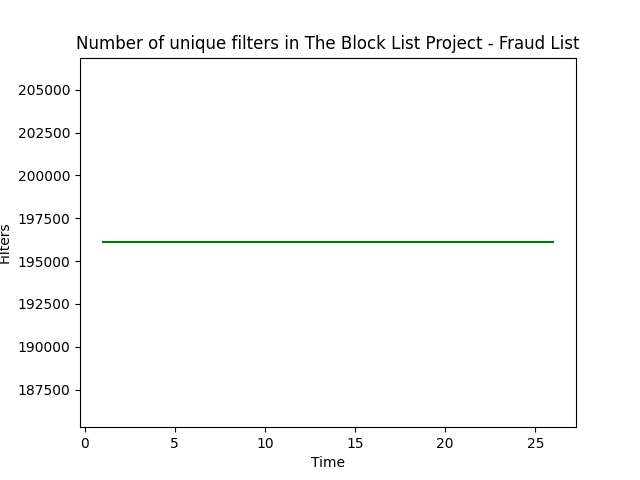 Number of unique filters in The Block List Project - Fraud List
205000
202500
200000
197500
195000
192500
190000
187500
Filters
0 5 10 15 20 25
Time